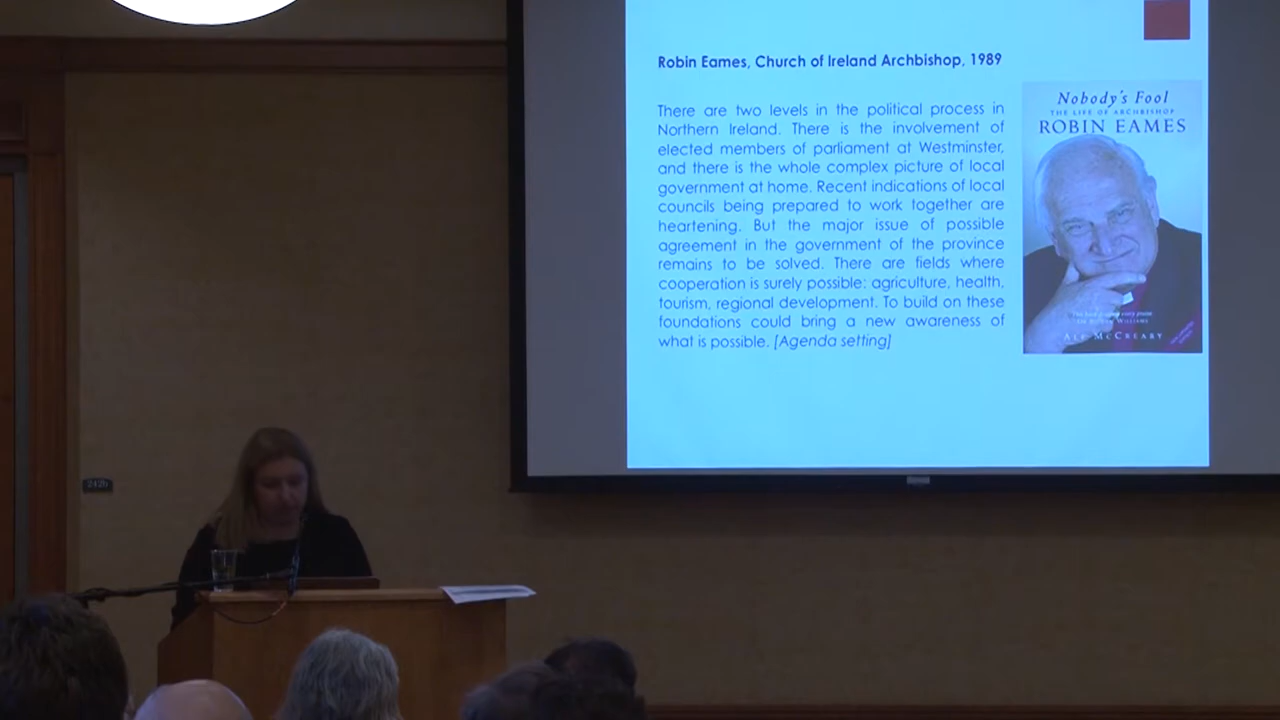 Robin Eames, Church of Ireland Archbishop, 1989
There are two levels in the political process in
Northern Ireland. There is the involvement of
elected members of parliament at Westminster,
and there is the whole complex picture of local
government at home. Recent indications of local
councils being prepared to work together are
heartening. But the major issue of possible
agreement in the government of the province
remains to be solved. There are fields where
cooperation is surely possible: agriculture, health,
tourism, regional development. To build on these
foundations could bring a new awareness of
what is possible. [Agenda setting]
Nobody's Fool
THE LIFE OF ARCHBISHOP
ROBIN EAMES
WILLIAMS
ALF MCCREARY
242b